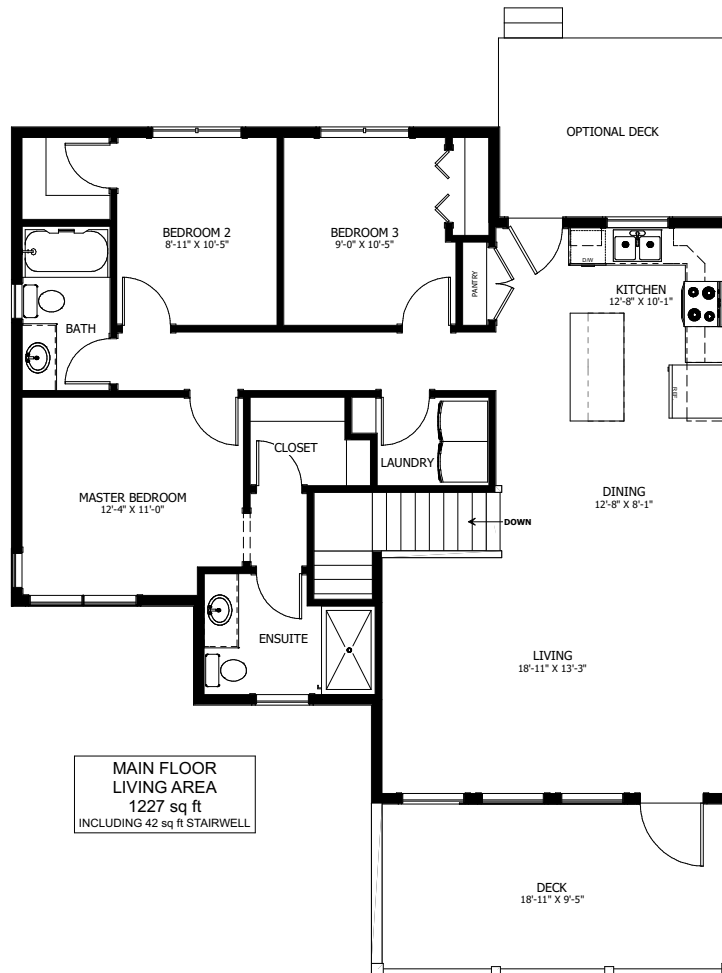 OPTIONAL DECK
BEDROOM 2
8'-11" X 10'-5"
BEDROOM 3
9'-0" X 10'-5"
D/W
PANTRY
KITCHEN
12'-8" X 10'-1"
BATH
REF
CLOSET
LAUNDRY
MASTER BEDROOM
12'-4" X 11'-0"
DINING
12'-8" X 8'-1"
DOWN
ENSUITE
LIVING
18'-11" X 13'-3"
MAIN FLOOR
LIVING AREA
1227 sq ft
INCLUDING 42 sq ft STAIRWELL
DECK
18'-11" X 9'-5"